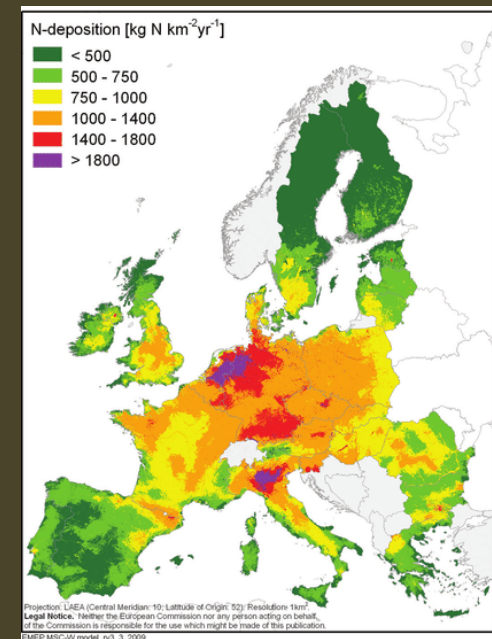 N-deposition [kg N km⁻²yr⁻¹]
< 500
500 - 750
750 - 1000
1000 - 1400
1400 - 1800
> 1800
Projection: LAEA (Central Meridian: 10; Latitude of Origin: 52); Resolution: 1km².
Legal Notice. Neither the European Commission nor any person acting on behalf
of the Commission is responsible for the use which might be made of this publication.
EMEP MSC-W model, rv3_3, 2009